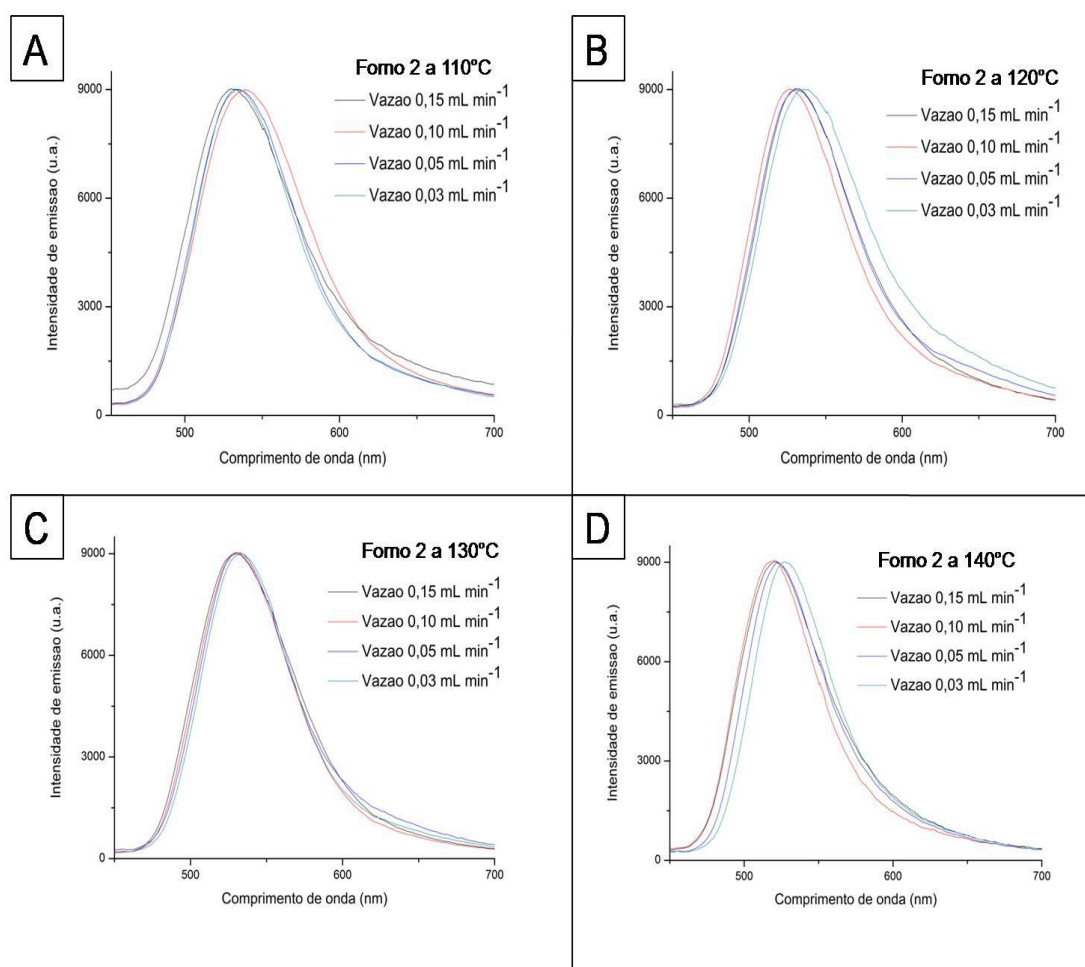 A
Forno 2 a 110°C
Vazao 0,15 mL min⁻¹
Vazao 0,10 mL min⁻¹
Vazao 0,05 mL min⁻¹
Vazao 0,03 mL min⁻¹
9000
6000
3000
0
Intensidade de emissao (u.a.)
500
600
700
Comprimento de onda (nm)
B
Forno 2 a 120°C
Vazao 0,15 mL min⁻¹
Vazao 0,10 mL min⁻¹
Vazao 0,05 mL min⁻¹
Vazao 0,03 mL min⁻¹
9000
6000
3000
0
Intensidade de emissao (u.a.)
500
600
700
Comprimento de onda (nm)
C
Forno 2 a 130°C
Vazao 0,15 mL min⁻¹
Vazao 0,10 mL min⁻¹
Vazao 0,05 mL min⁻¹
Vazao 0,03 mL min⁻¹
9000
6000
3000
0
Intensidade de emissao (u.a.)
500
600
700
Comprimento de onda (nm)
D
Forno 2 a 140°C
Vazao 0,15 mL min⁻¹
Vazao 0,10 mL min⁻¹
Vazao 0,05 mL min⁻¹
Vazao 0,03 mL min⁻¹
9000
6000
3000
0
Intensidade de emissao (u.a.)
500
600
700
Comprimento de onda (nm)